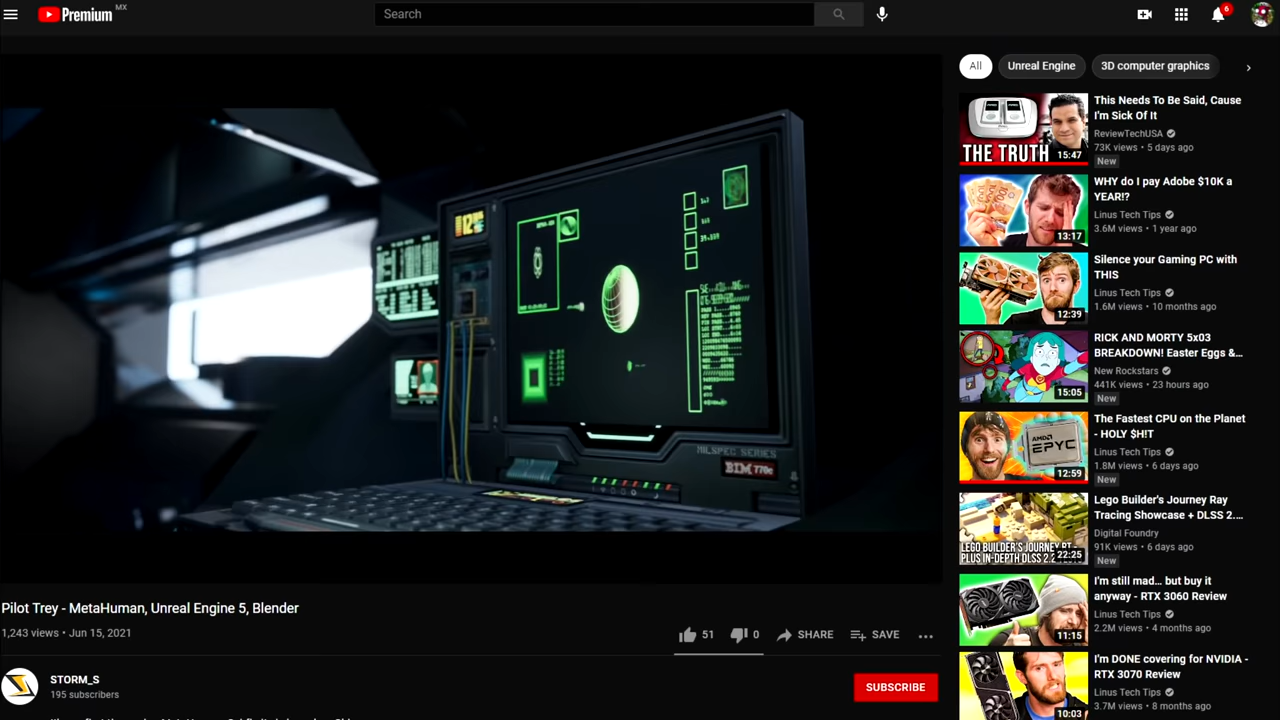 Premium MX
Search
6
All
Unreal Engine
3D computer graphics
MILSPEC SERIES
BIM 770e
This Needs To Be Said, Cause
I'm Sick Of It
ReviewTechUSA
73K views • 5 days ago
New
THE TRUTH
15:47
WHY do I pay Adobe $10K a
YEAR!?
Linus Tech Tips
3.6M views • 1 year ago
13:17
Silence your Gaming PC with
THIS
Linus Tech Tips
1.6M views • 10 months ago
12:39
RICK AND MORTY 5x03
BREAKDOWN! Easter Eggs &...
New Rockstars
441K views • 23 hours ago
New
15:05
The Fastest CPU on the Planet
- HOLY $H!T
Linus Tech Tips
1.8M views • 6 days ago
New
AMD
EPYC
12:59
Lego Builder's Journey Ray
Tracing Showcase + DLSS 2....
Digital Foundry
91K views • 6 days ago
New
LEGO BUILDER'S JOURNEY RT -
PLUS IN-DEPTH DLSS 2.2
22:25
I'm still mad... but buy it
anyway - RTX 3060 Review
Linus Tech Tips
2.2M views • 4 months ago
11:15
I'm DONE covering for NVIDIA -
RTX 3070 Review
Linus Tech Tips
3.7M views • 8 months ago
10:03
Pilot Trey - MetaHuman, Unreal Engine 5, Blender
1,243 views • Jun 15, 2021
51
0
SHARE
SAVE
STORM_S
195 subscribers
SUBSCRIBE